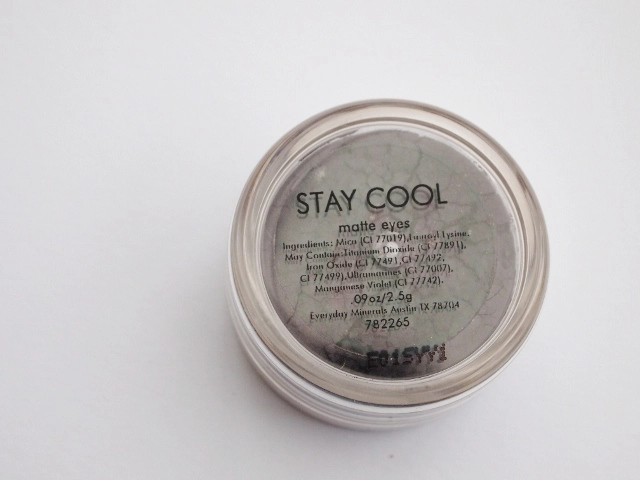 STAY COOL
matte eyes
Ingredients: Mica (CI 77019),Lauroyl Lysine.
May Contain:Titanium Dioxide (CI 77891),
Iron Oxide (CI 77491,CI 77492,
CI 77499),Ultramarines (CI 77007),
Manganese Violet (CI 77742).
.09oz/2.5g
Everyday Minerals Austin TX 78704
782265